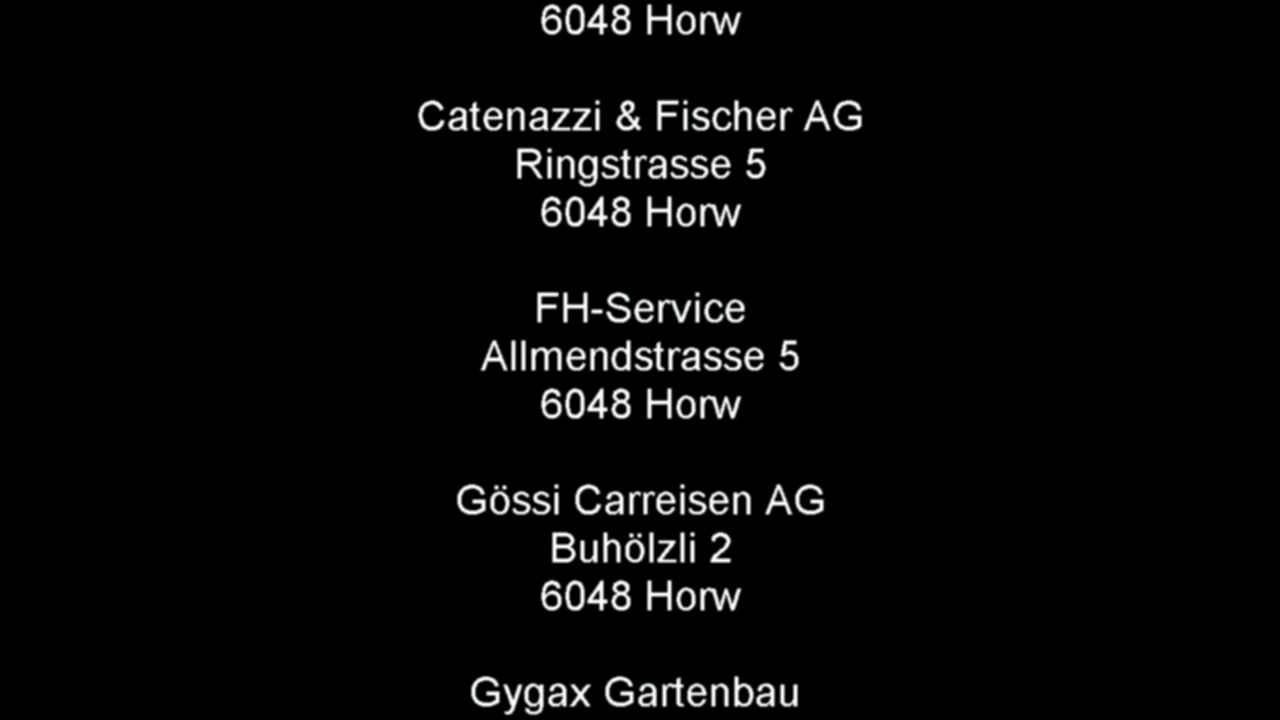 6048 Horw
Catenazzi & Fischer AG
Ringstrasse 5
6048 Horw
FH-Service
Allmendstrasse 5
6048 Horw
Gössi Carreisen AG
Buhölzli 2
6048 Horw
Gygax Gartenbau